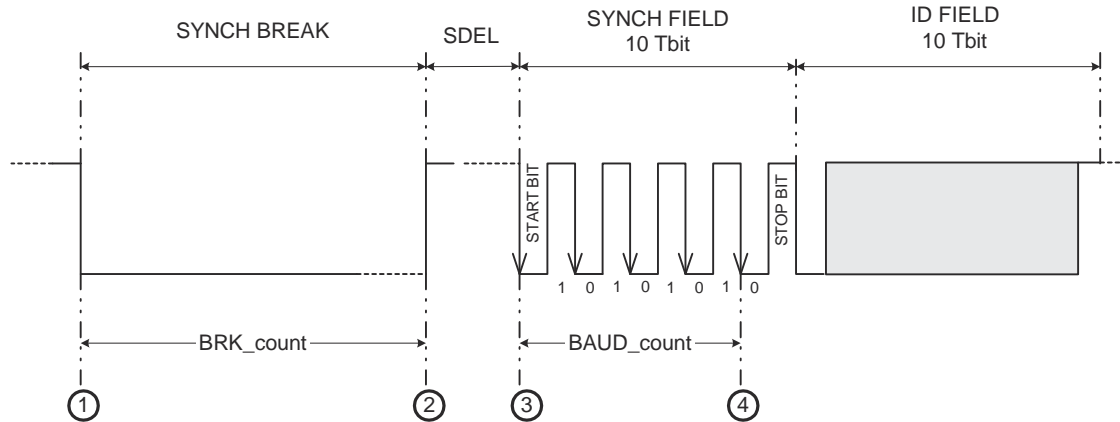 SYNCH BREAK
SDEL
SYNCH FIELD
10 Tbit
ID FIELD
10 Tbit
START BIT
STOP BIT
1 0 1 0 1 0 1 0
BRK_count
BAUD_count
1 2 3 4